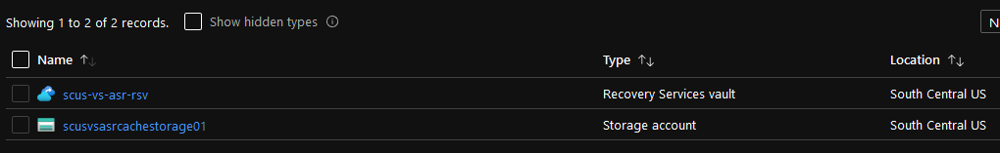 Showing 1 to 2 of 2 records. Show hidden types N
Name ↑↓ Type ↑↓ Location ↑↓
scus-vs-asr-rsv Recovery Services vault South Central US
scusvsasrcachestorage01 Storage account South Central US